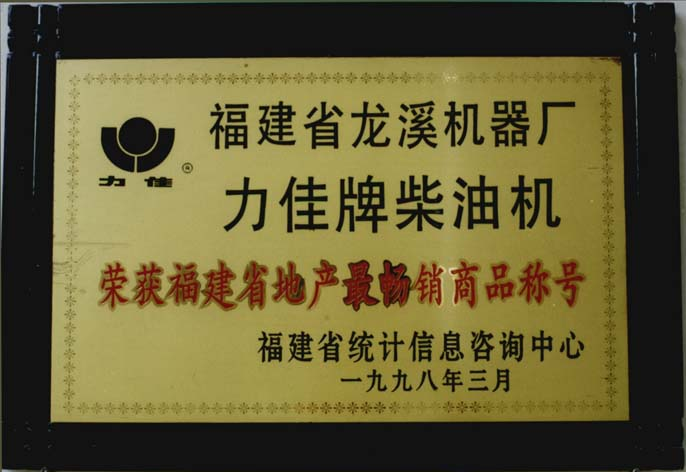 福建省龙溪机器厂
力佳 ®
力佳牌柴油机
荣获福建省地产最畅销商品称号
福建省统计信息咨询中心
一九九八年三月